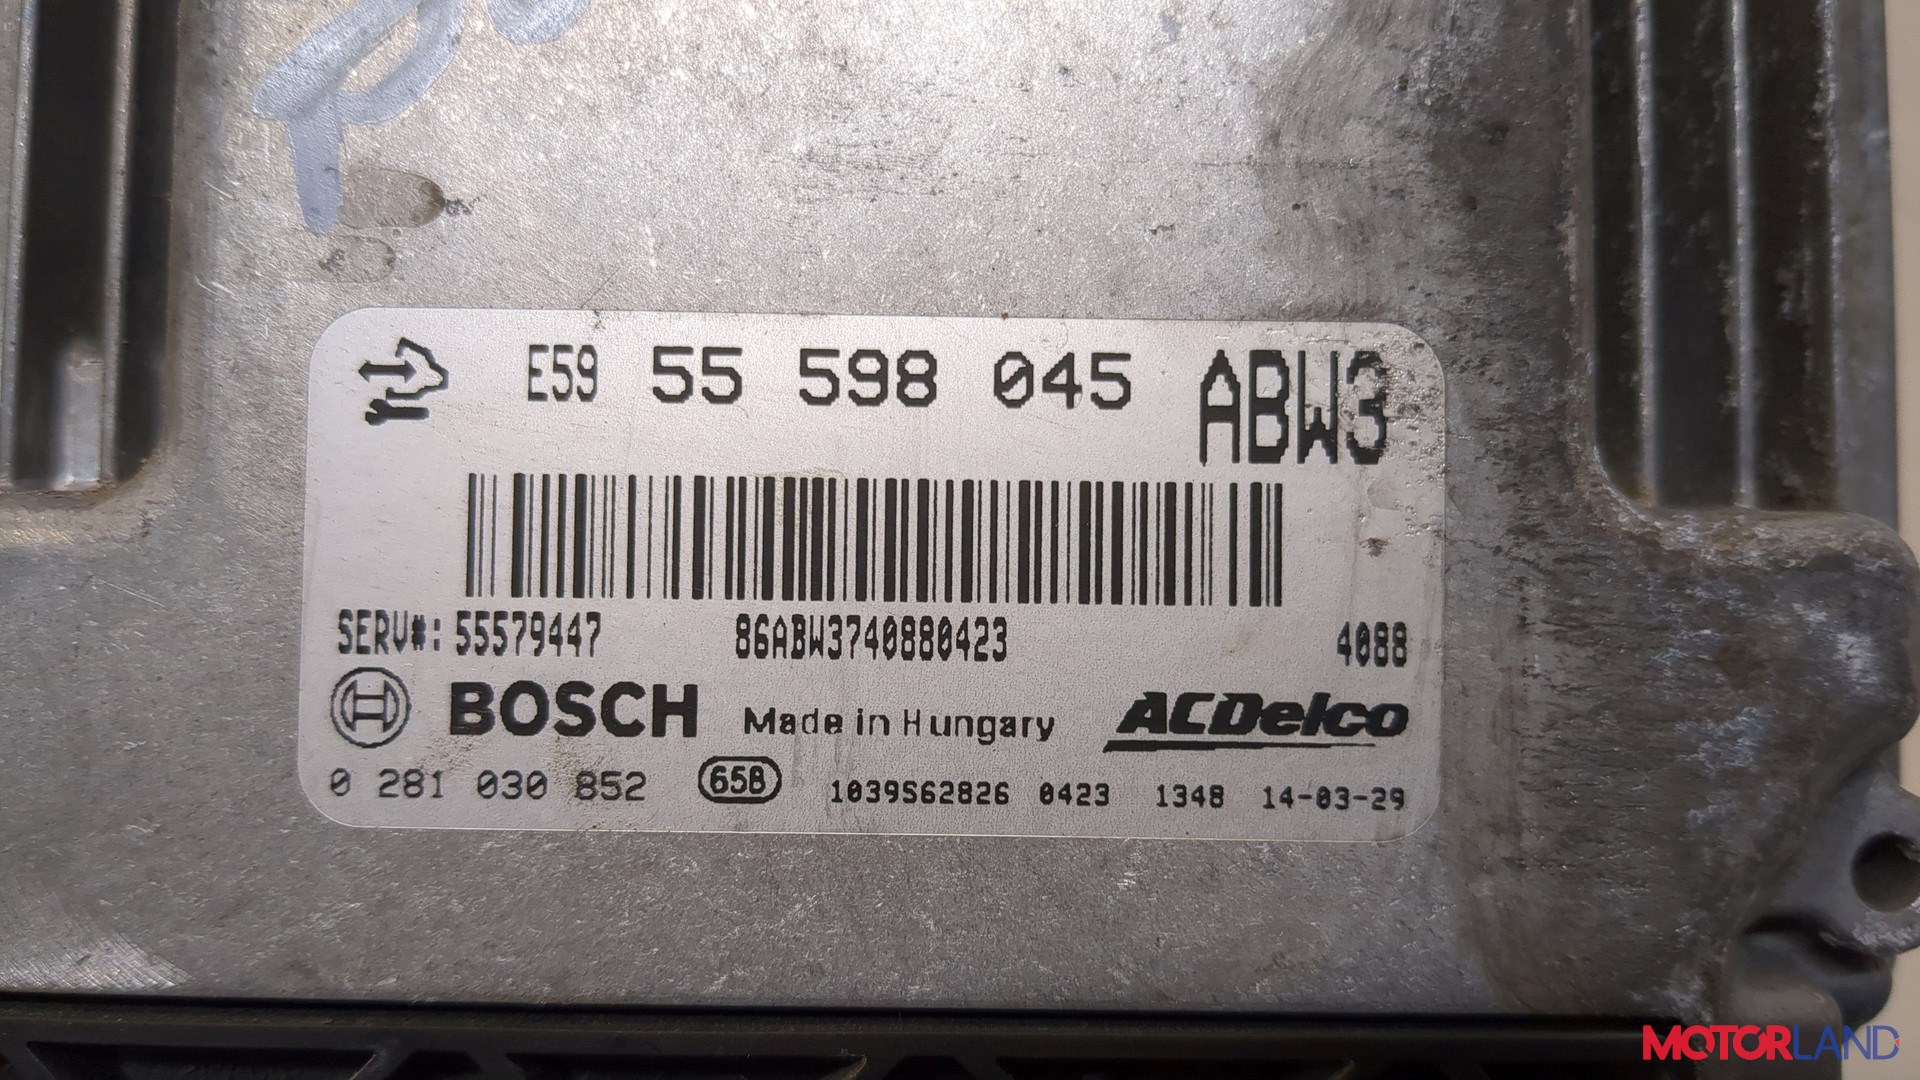 E59 55 598 045 ABW3
SERV#: 55579447 86ABW3740880423 4088
BOSCH Made in Hungary ACDelco
0 281 030 852 65B 1039S62826 0423 1348 14-03-29
MOTORLAND